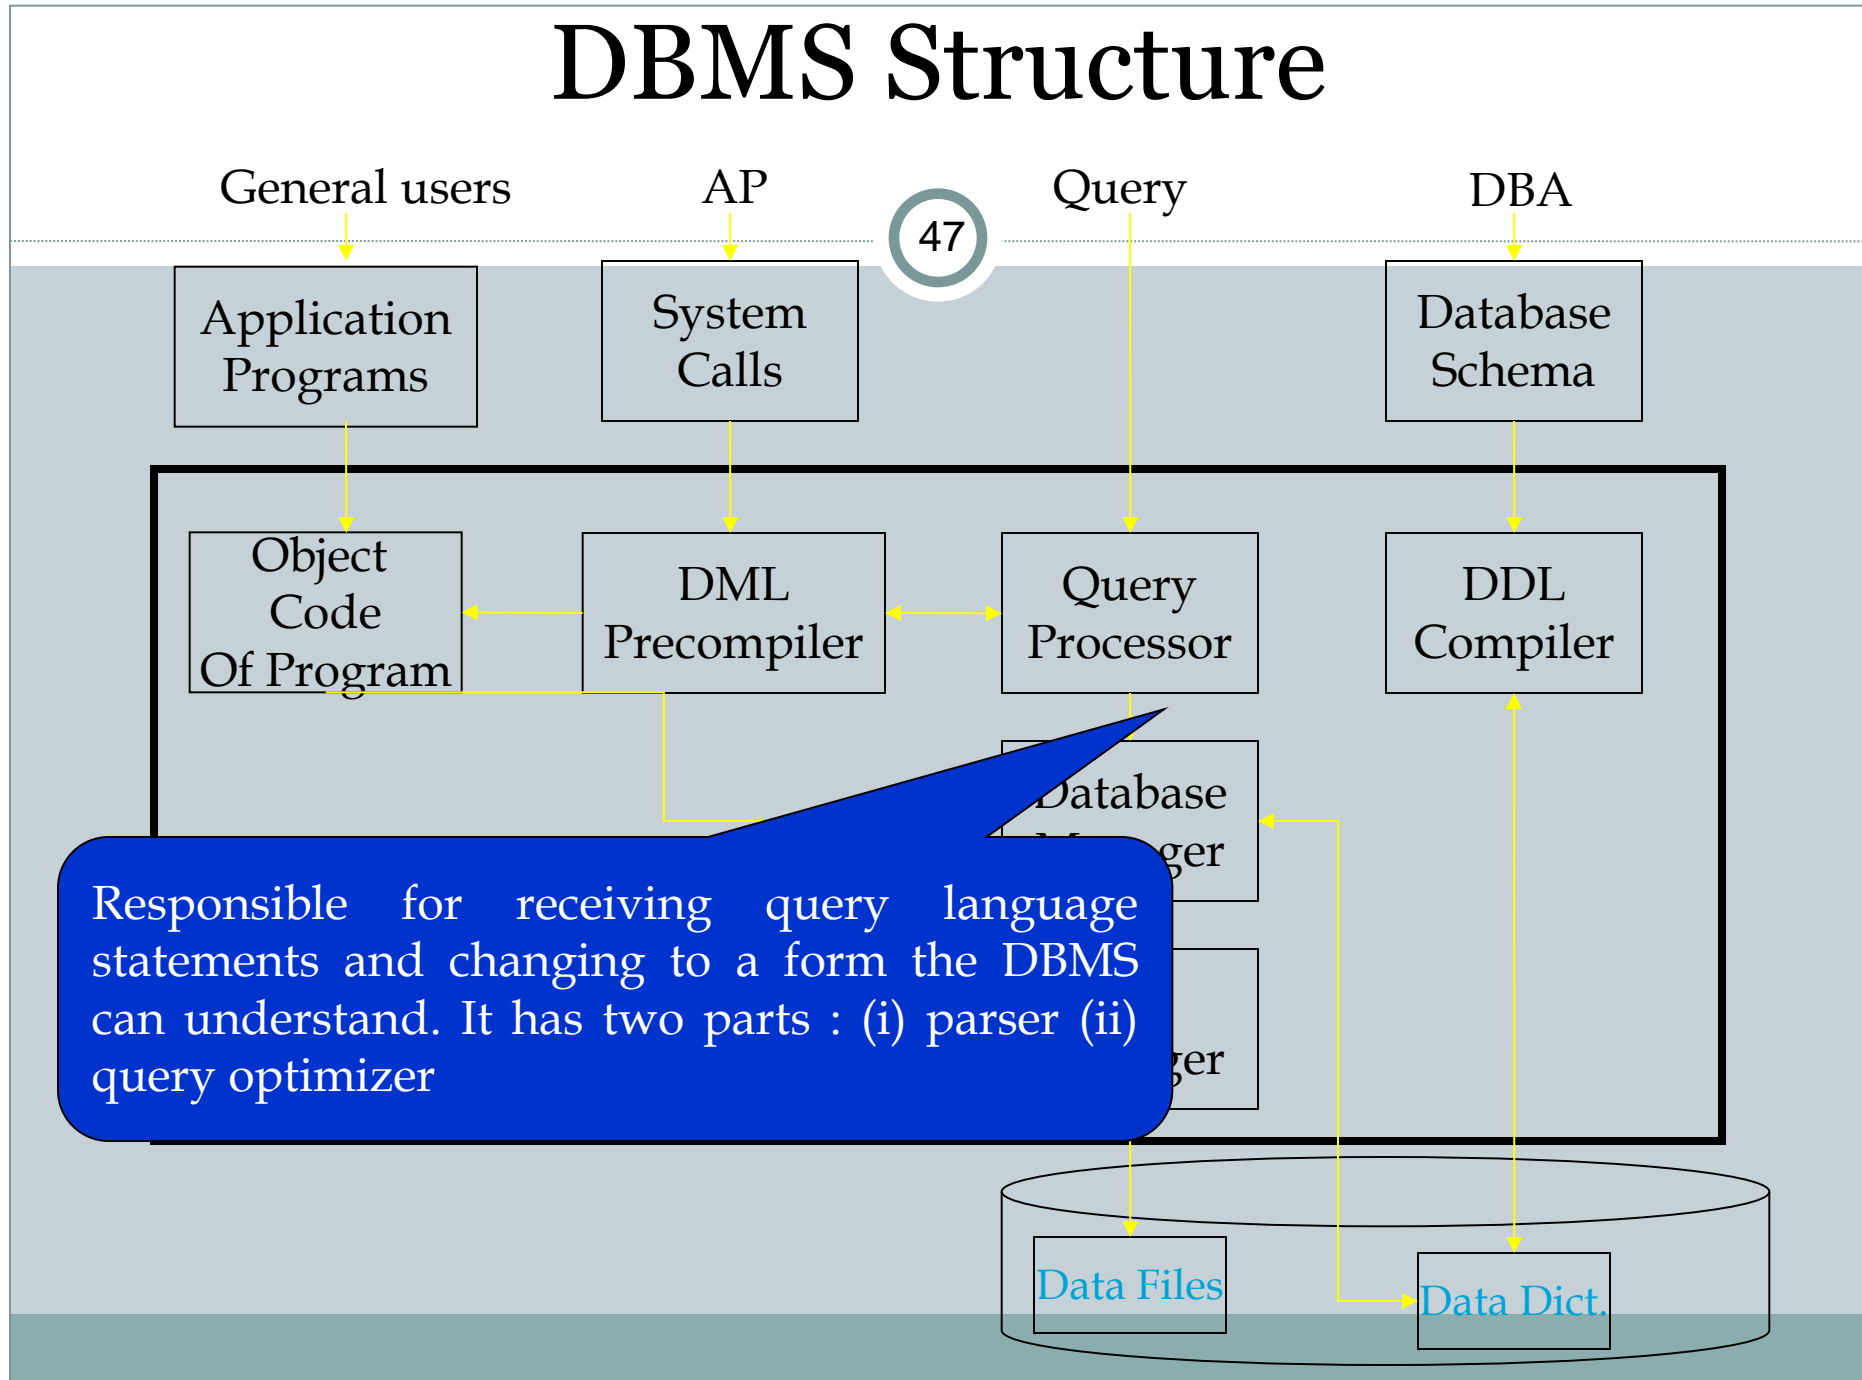 DBMS Structure
General users
AP
Query
DBA
47
Application
Programs
System
Calls
Database
Schema
Object
Code
Of Program
DML
Precompiler
Query
Processor
DDL
Compiler
Database
Responsible for receiving query language
statements and changing to a form the DBMS
can understand. It has two parts : (i) parser (ii)
query optimizer
Data Files
Data Dict.